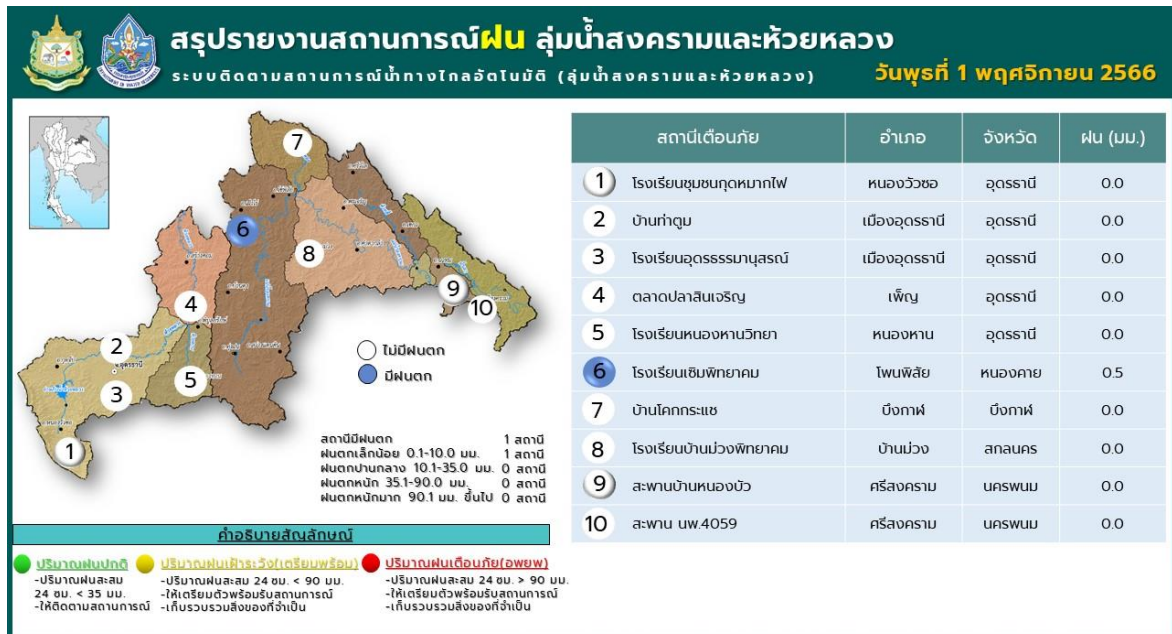 สรุปรายงานสถานการณ์ฝน ลุ่มน้ำสงครามและห้วยหลวง
ระบบติดตามสถานการณ์น้ำทางไกลอัตโนมัติ (ลุ่มน้ำสงครามและห้วยหลวง)
วันพุธที่ 1 พฤศจิกายน 2566
7
6
8
9
10
4
2
5
3
1
อุดรธานี
ไม่มีฝนตก
มีฝนตก
สถานีมีฝนตก 1 สถานี
ฝนตกเล็กน้อย 0.1-10.0 มม. 1 สถานี
ฝนตกปานกลาง 10.1-35.0 มม. 0 สถานี
ฝนตกหนัก 35.1-90.0 มม. 0 สถานี
ฝนตกหนักมาก 90.1 มม. ขึ้นไป 0 สถานี
สถานีเตือนภัย อำเภอ จังหวัด ฝน (มม.)
1 โรงเรียนชุมชนกุดหมากไฟ หนองวัวซอ อุดรธานี 0.0
2 บ้านท่าตูม เมืองอุดรธานี อุดรธานี 0.0
3 โรงเรียนอุดรธรรมานุสรณ์ เมืองอุดรธานี อุดรธานี 0.0
4 ตลาดปลาสินเจริญ เพ็ญ อุดรธานี 0.0
5 โรงเรียนหนองหานวิทยา หนองหาน อุดรธานี 0.0
6 โรงเรียนเซิมพิทยาคม โพนพิสัย หนองคาย 0.5
7 บ้านโคกกระแซ บึงกาฬ บึงกาฬ 0.0
8 โรงเรียนบ้านม่วงพิทยาคม บ้านม่วง สกลนคร 0.0
9 สะพานบ้านหนองบัว ศรีสงคราม นครพนม 0.0
10 สะพาน นพ.4059 ศรีสงคราม นครพนม 0.0
คำอธิบายสัญลักษณ์
ปริมาณฝนปกติ
-ปริมาณฝนสะสม
24 ชม. < 35 มม.
-ให้ติดตามสถานการณ์
ปริมาณฝนเฝ้าระวัง(เตรียมพร้อม)
-ปริมาณฝนสะสม 24 ชม. < 90 มม.
-ให้เตรียมตัวพร้อมรับสถานการณ์
-เก็บรวบรวมสิ่งของที่จำเป็น
ปริมาณฝนเตือนภัย(อพยพ)
-ปริมาณฝนสะสม 24 ชม. > 90 มม.
-ให้เตรียมตัวพร้อมรับสถานการณ์
-เก็บรวบรวมสิ่งของที่จำเป็น